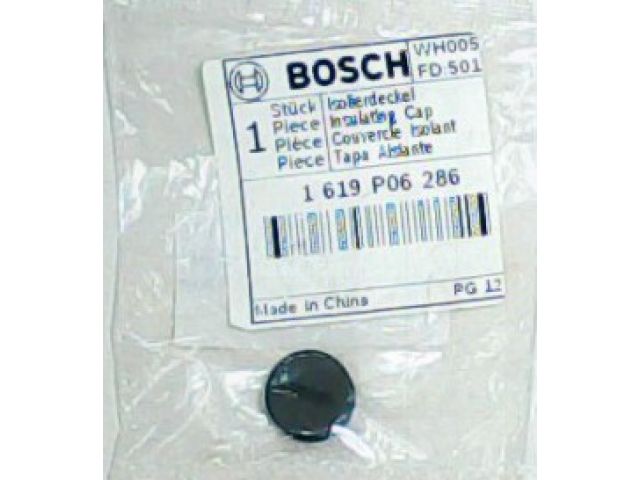 BOSCH
WH005
FD 501
1
Stück
Piece
Pièce
Piece
Isolierdeckel
Insulating Cap
Couvercle Isolant
Tapa Aislante
1 619 P06 286
Made in China
PG 12